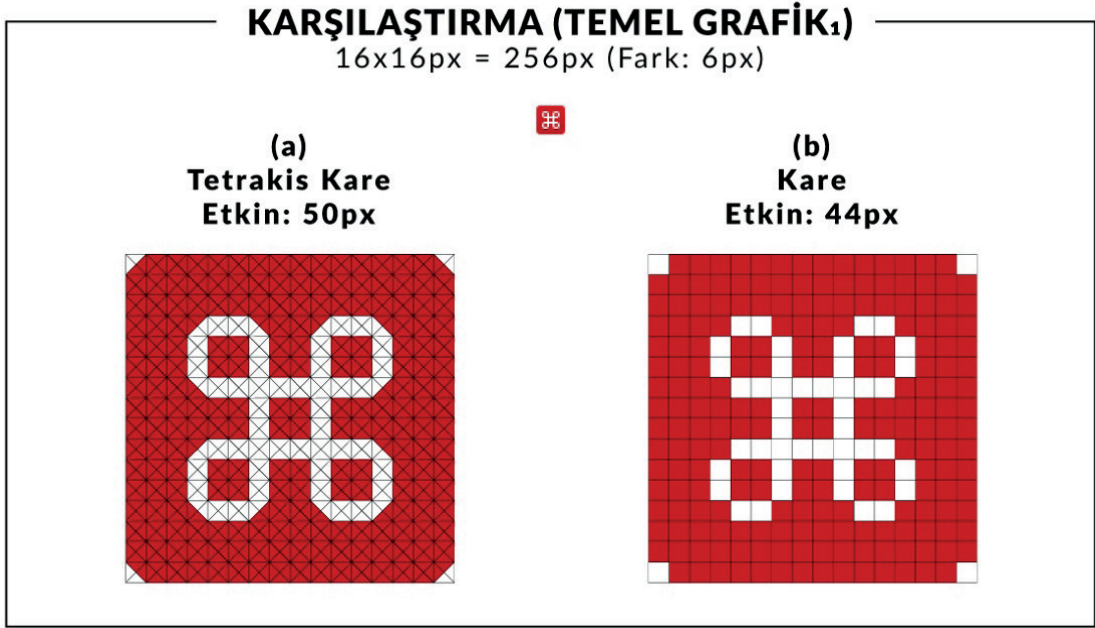 KARŞILAŞTIRMA (TEMEL GRAFİK₁)
16x16px = 256px (Fark: 6px)
⌘
(a)
Tetrakis Kare
Etkin: 50px
(b)
Kare
Etkin: 44px